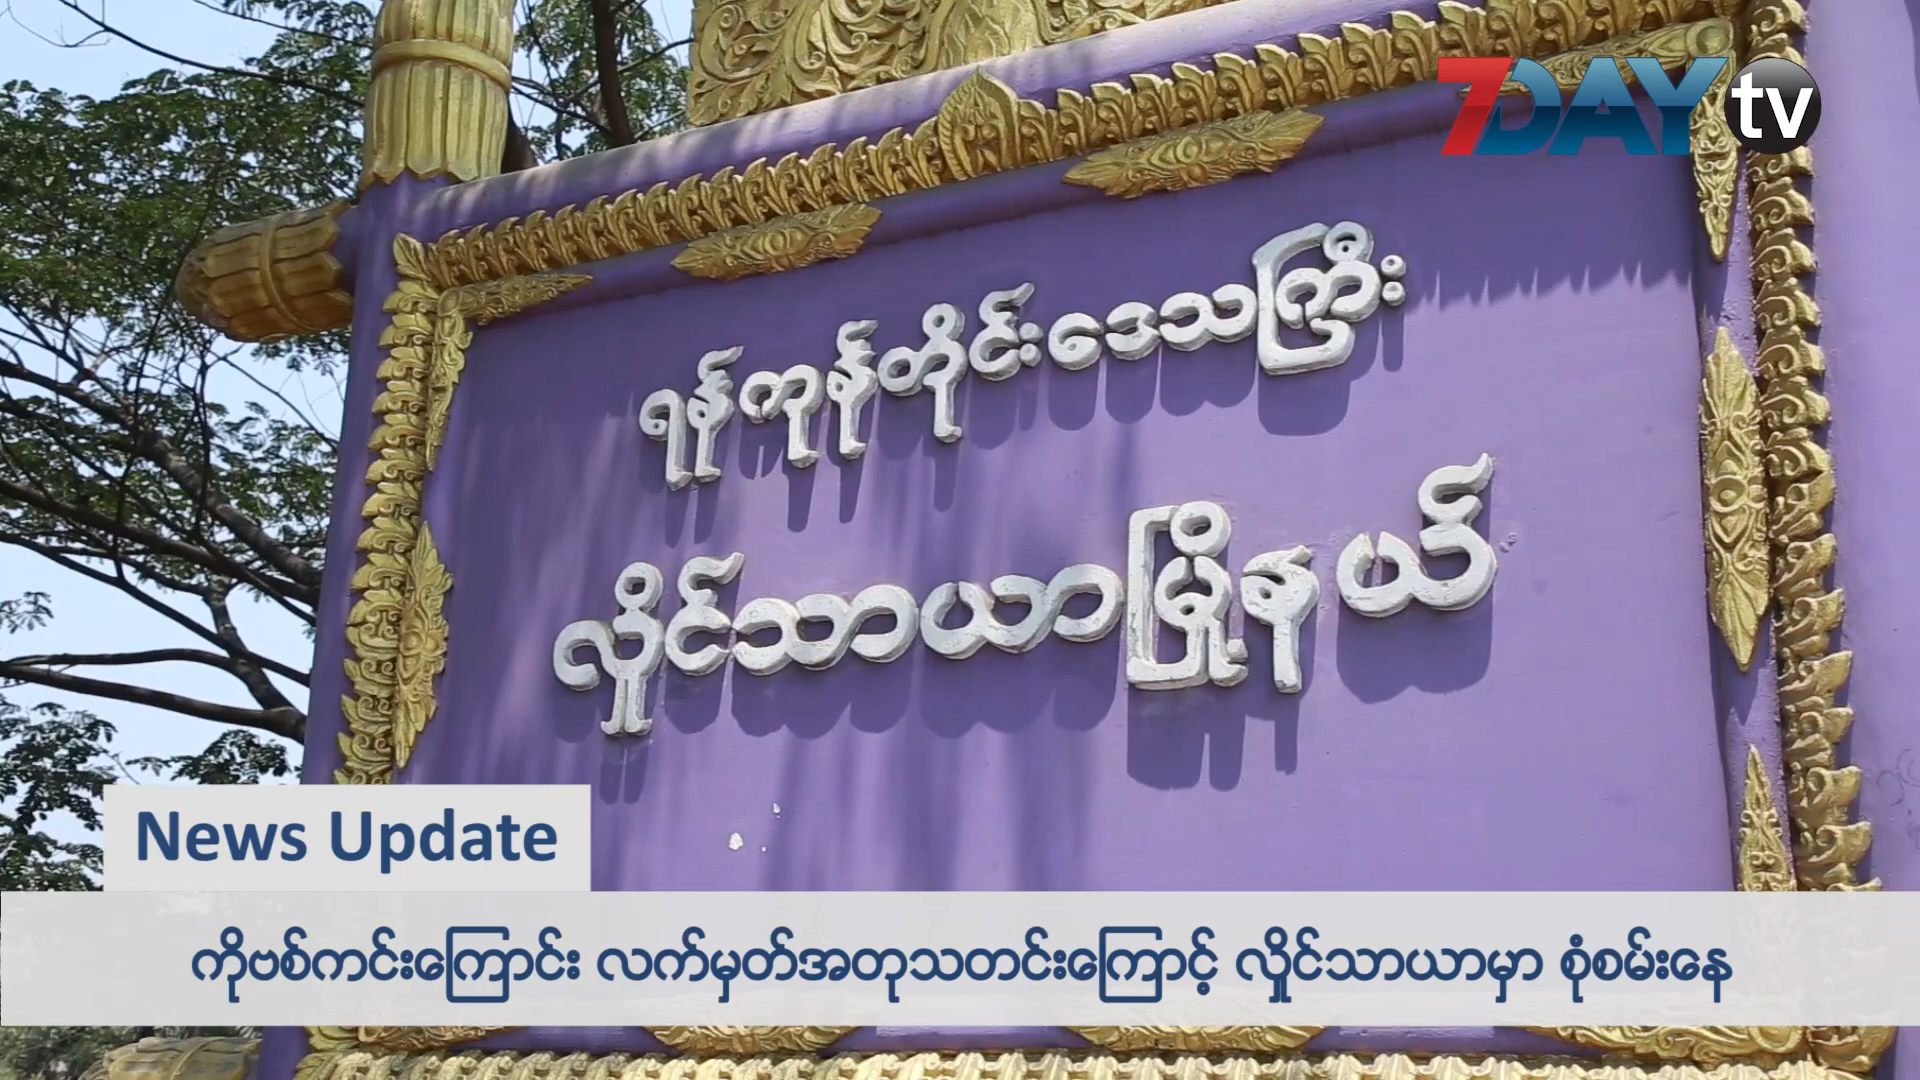 7DAY tv
ရန်ကုန်တိုင်းဒေသကြီး
လှိုင်သာယာမြို့နယ်
News Update
ကိုဗစ်ကင်းကြောင်း လက်မှတ်အတုသတင်းကြောင့် လှိုင်သာယာမှာ စုံစမ်းနေ